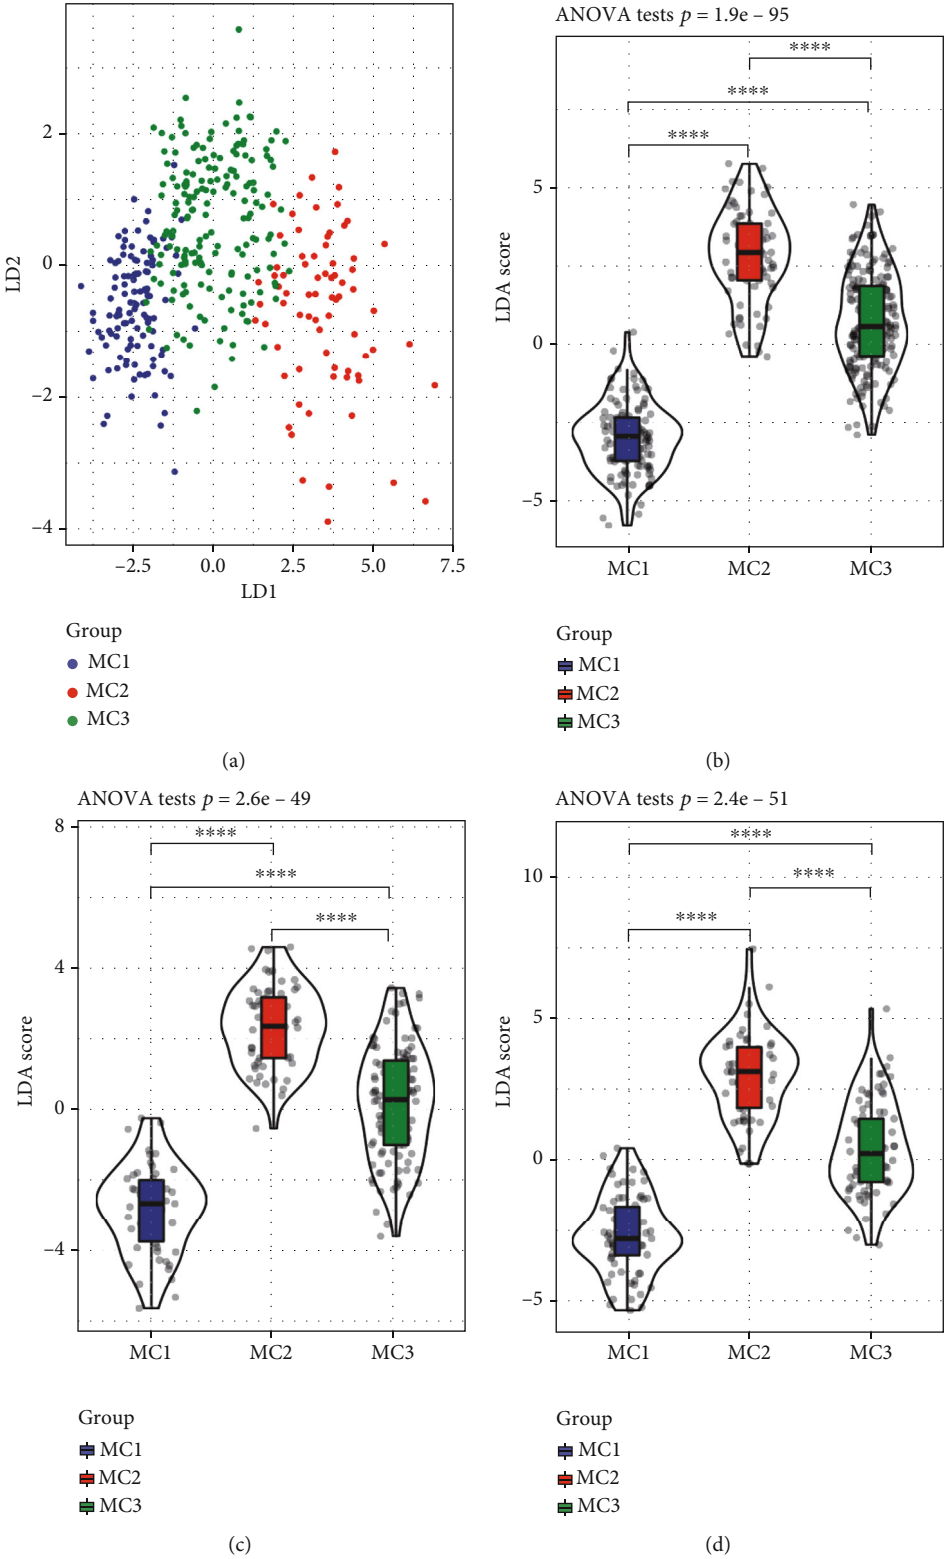 2
0
−2
−4
LD2
−2.5
0.0
2.5
5.0
7.5
LD1
Group
MC1
MC2
MC3
(a)
ANOVA tests p = 1.9e – 95
****
****
****
5
0
−5
LDA score
MC1
MC2
MC3
Group
MC1
MC2
MC3
(b)
ANOVA tests p = 2.6e – 49
8
4
0
−4
****
****
****
LDA score
MC1
MC2
MC3
Group
MC1
MC2
MC3
(c)
ANOVA tests p = 2.4e – 51
****
****
****
10
5
0
−5
LDA score
MC1
MC2
MC3
Group
MC1
MC2
MC3
(d)